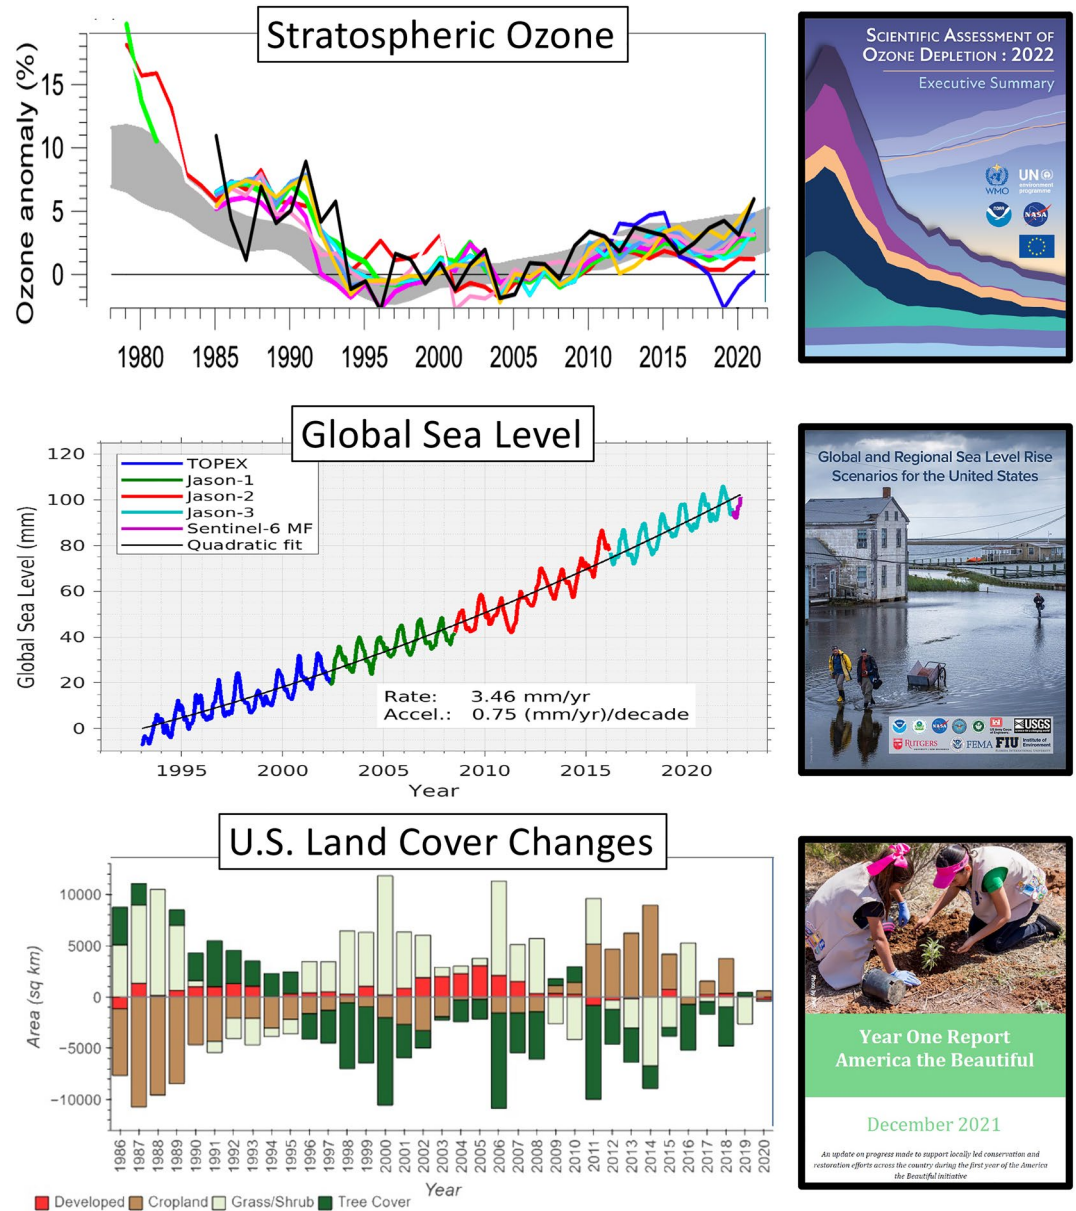 Stratospheric Ozone
Ozone anomaly (%)
15
10
5
0
1980 1985 1990 1995 2000 2005 2010 2015 2020
SCIENTIFIC ASSESSMENT OF
OZONE DEPLETION : 2022
Executive Summary
WMO
UN
environment
programme
NASA
Global Sea Level
Global Sea Level (mm)
120
100
80
60
40
20
0
TOPEX
Jason-1
Jason-2
Jason-3
Sentinel-6 MF
Quadratic fit
Rate: 3.46 mm/yr
Accel.: 0.75 (mm/yr)/decade
1995 2000 2005 2010 2015 2020
Year
Global and Regional Sea Level Rise
Scenarios for the United States
NASA
USGS
RUTGERS
FEMA
FIU
Institute of
Environment
U.S. Land Cover Changes
Area (sq km)
10000
5000
0
−5000
−10000
1986 1987 1988 1989 1990 1991 1992 1993 1994 1995 1996 1997 1998 1999 2000 2001 2002 2003 2004 2005 2006 2007 2008 2009 2010 2011 2012 2013 2014 2015 2016 2017 2018 2019 2020
Year
Developed Cropland Grass/Shrub Tree Cover
Year One Report
America the Beautiful
December 2021
An update on progress made to support locally led conservation and
restoration efforts across the country during the first year of the America
the Beautiful initiative